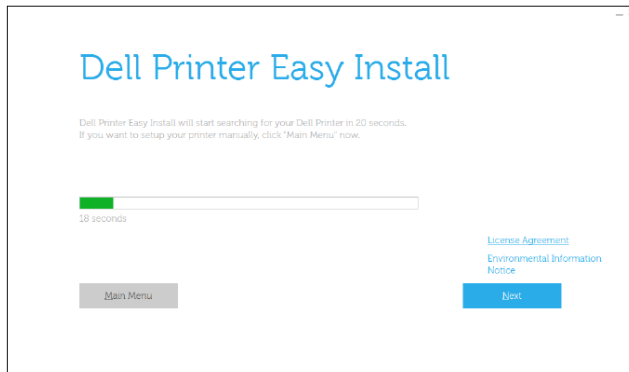 Dell Printer Easy Install
Dell Printer Easy Install will start searching for your Dell Printer in 20 seconds.
If you want to setup your printer manually, click "Main Menu" now.
18 seconds
License Agreement
Environmental Information
Notice
Main Menu
Next